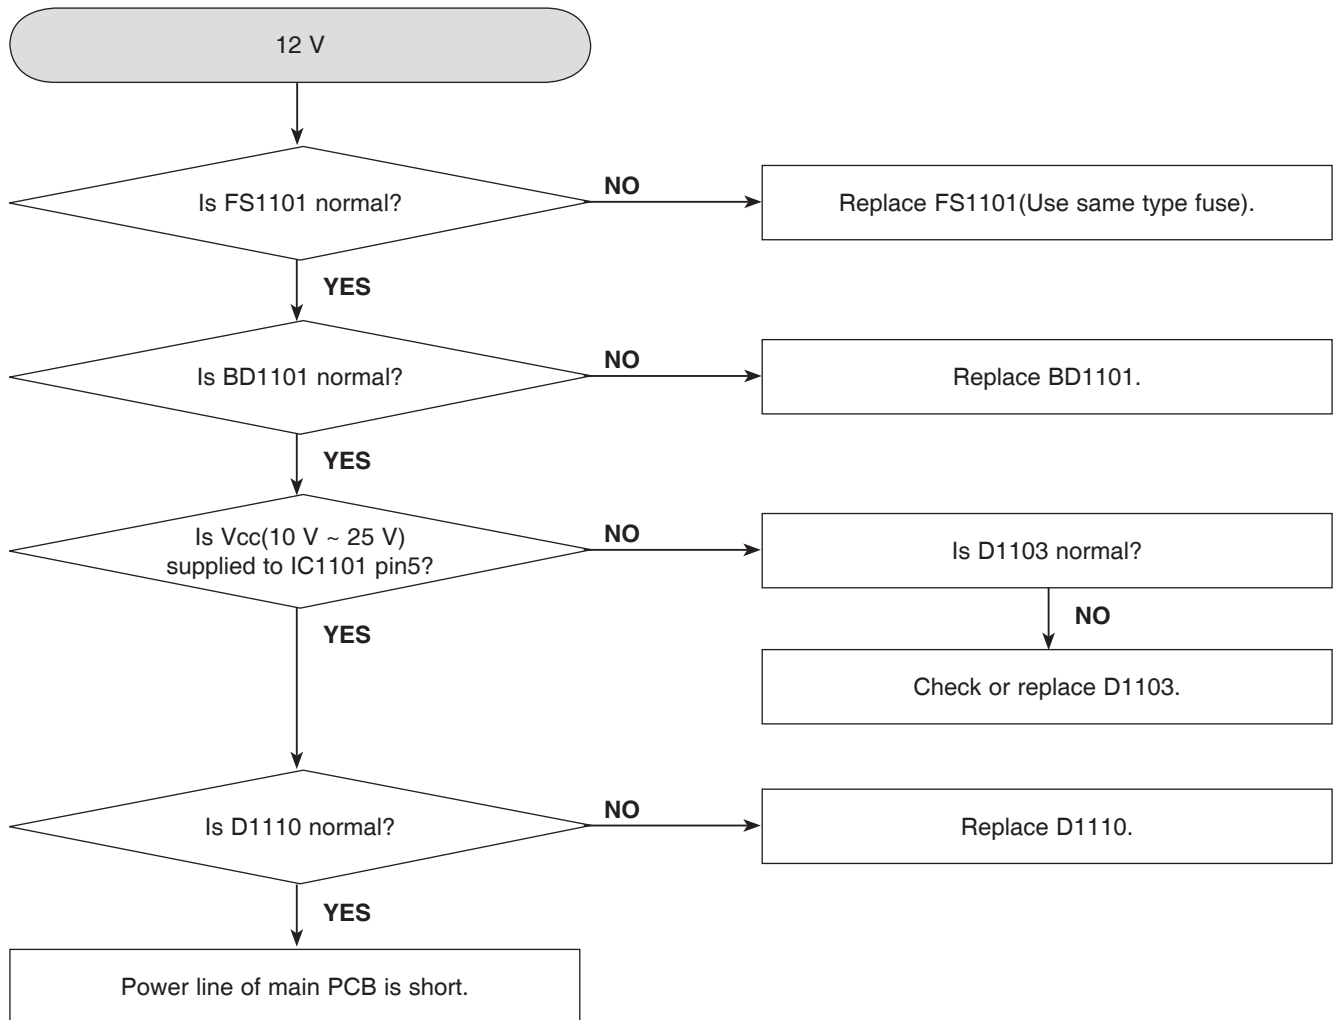 12 V
Is FS1101 normal?
NO
Replace FS1101(Use same type fuse).
YES
Is BD1101 normal?
NO
Replace BD1101.
YES
Is Vcc(10 V ~ 25 V)
supplied to IC1101 pin5?
NO
Is D1103 normal?
NO
Check or replace D1103.
YES
Is D1110 normal?
NO
Replace D1110.
YES
Power line of main PCB is short.